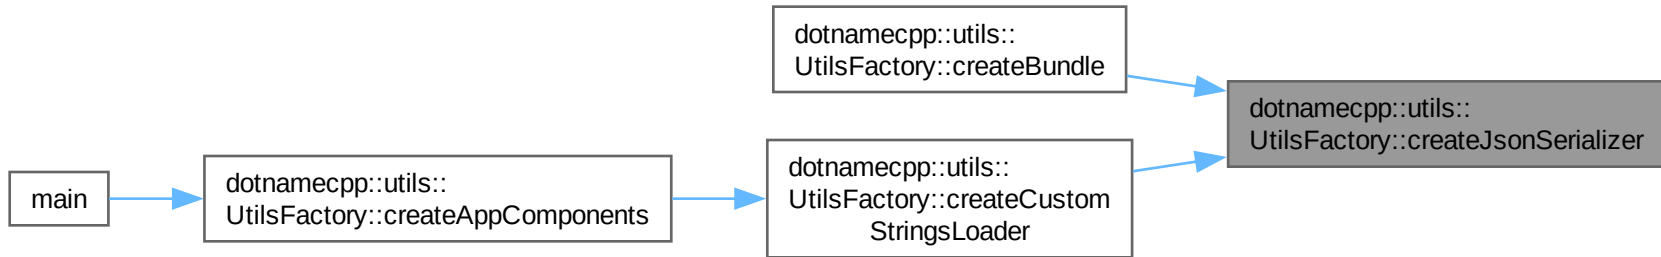 dotnamecpp::utils::
UtilsFactory::createBundle
dotnamecpp::utils::
UtilsFactory::createJsonSerializer
dotnamecpp::utils::
UtilsFactory::createCustom
StringsLoader
dotnamecpp::utils::
UtilsFactory::createAppComponents
main